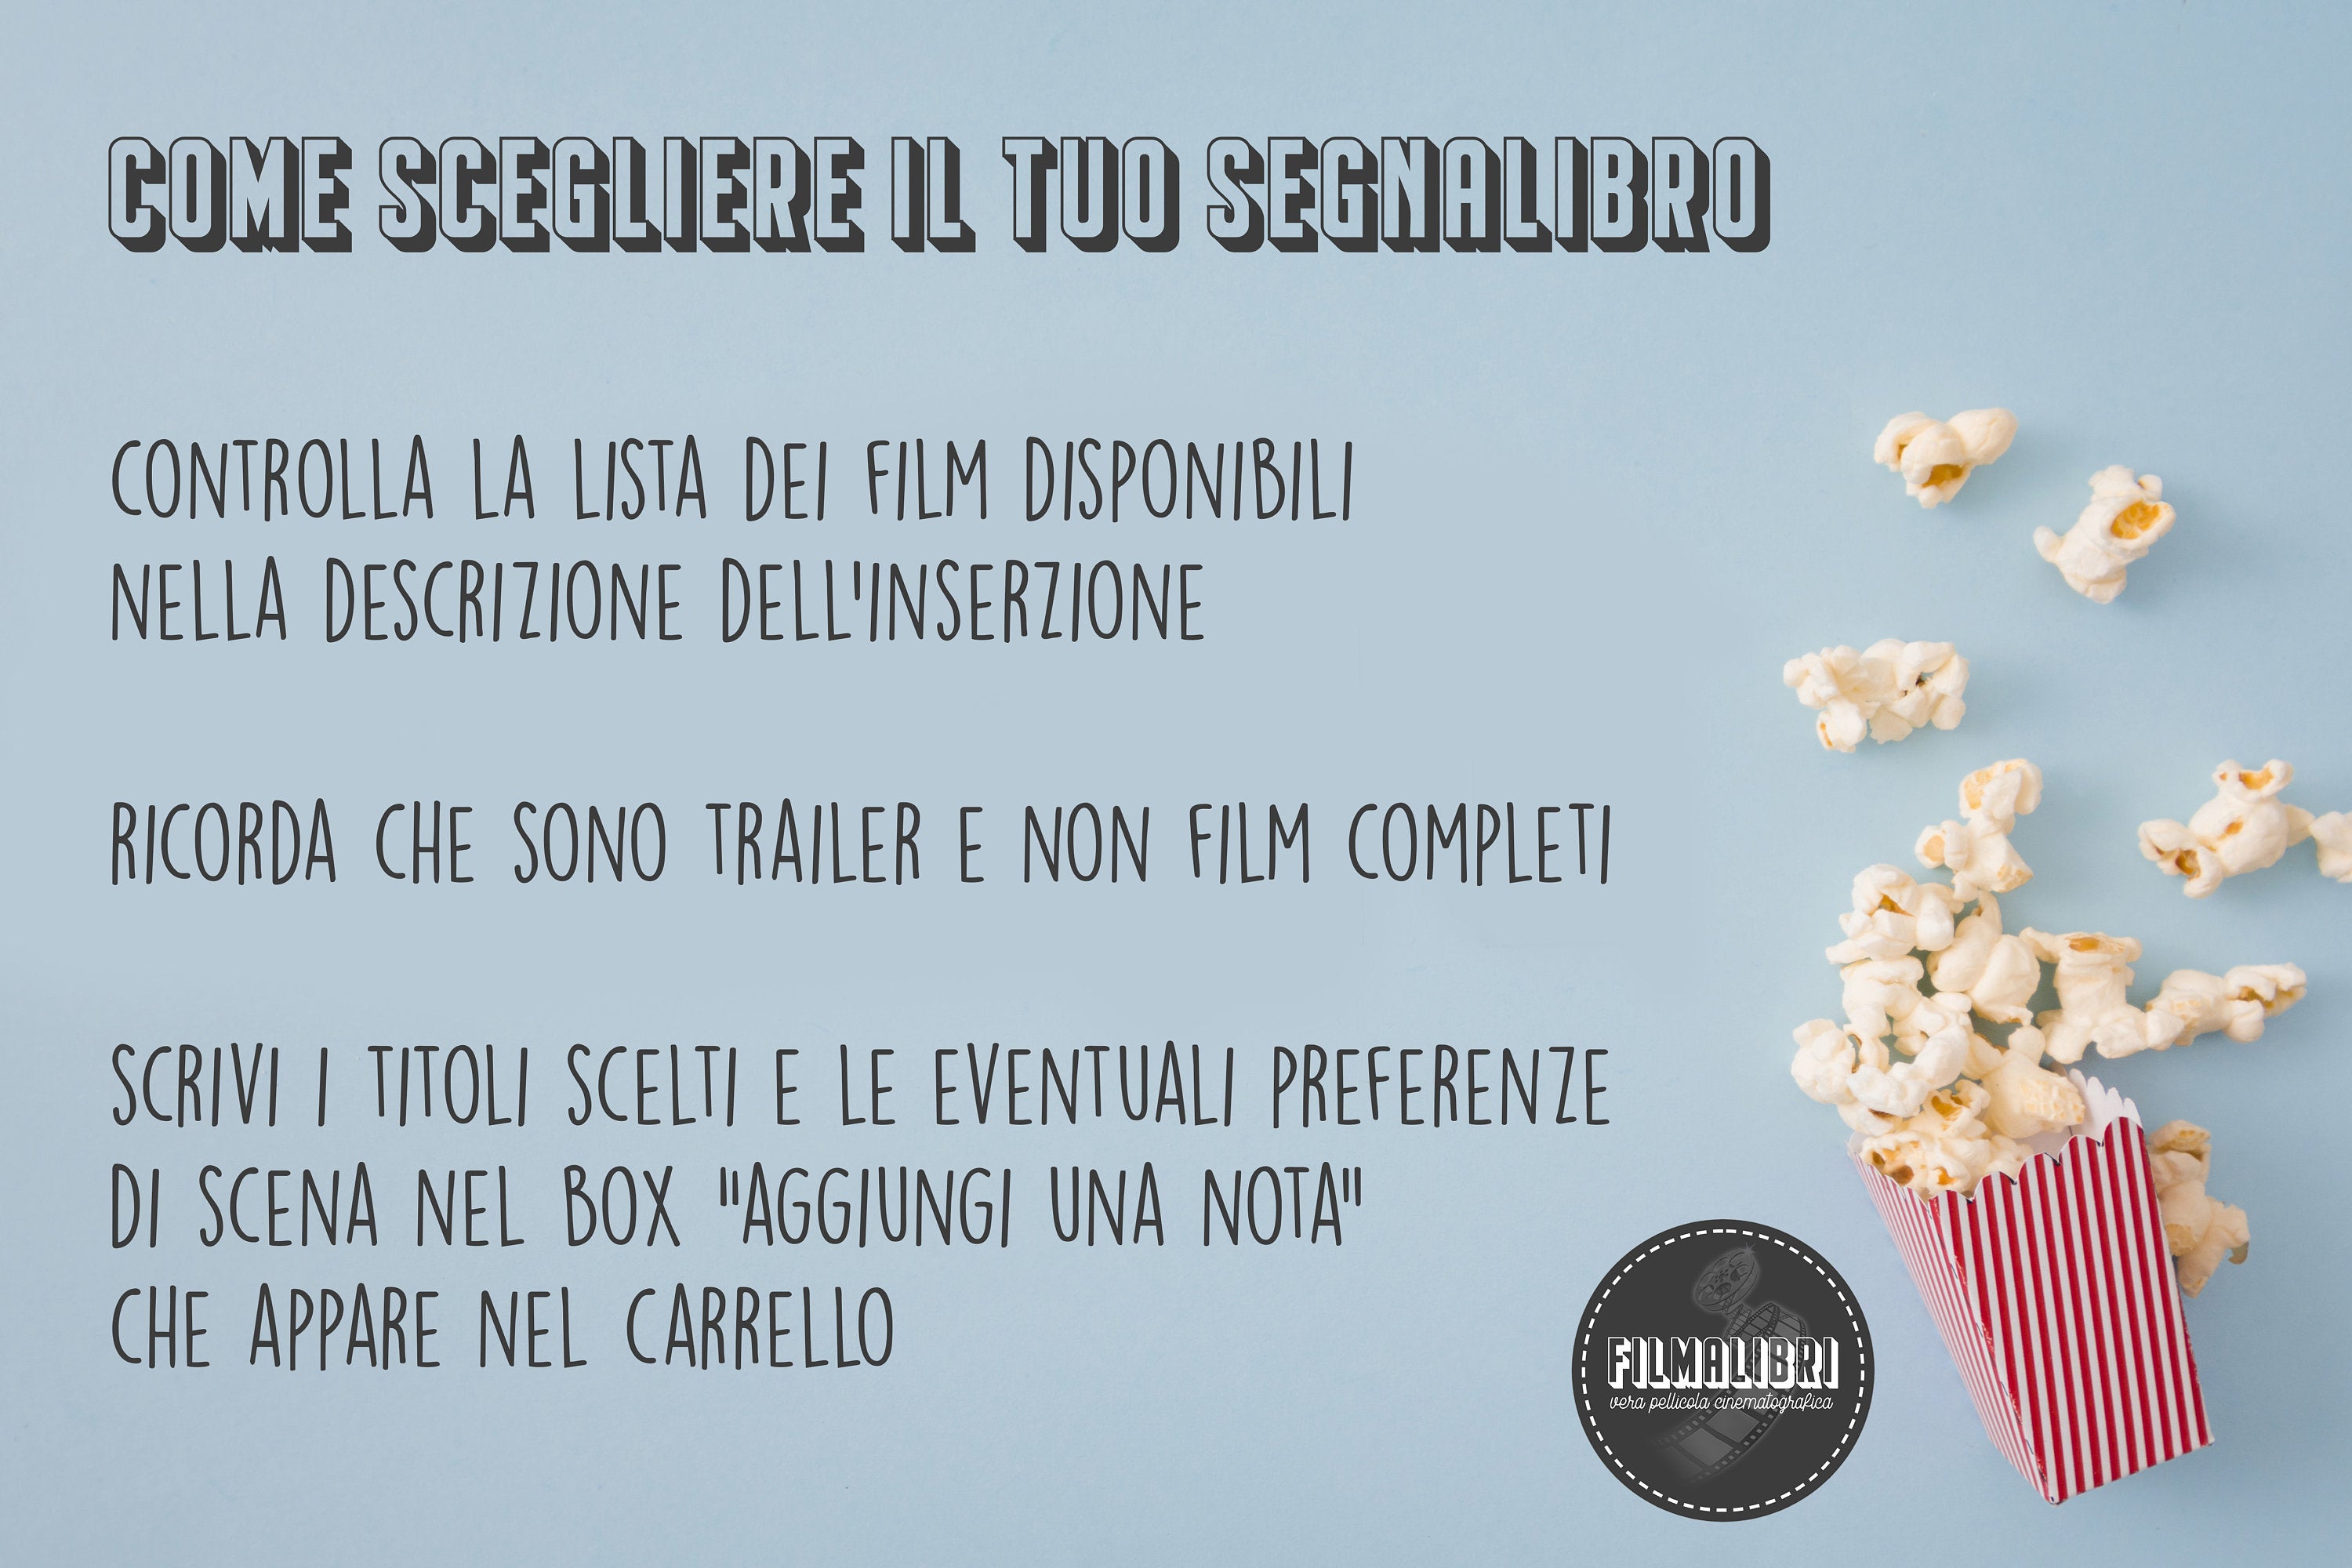 COME SCEGLIERE IL TUO SEGNALIBRO
CONTROLLA LA LISTA DEI FILM DISPONIBILI
NELLA DESCRIZIONE DELL'INSERZIONE
RICORDA CHE SONO TRAILER E NON FILM COMPLETI
SCRIVI I TITOLI SCELTI E LE EVENTUALI PREFERENZE
DI SCENA NEL BOX "AGGIUNGI UNA NOTA"
CHE APPARE NEL CARRELLO
FILMALIBRI
vera pellicola cinematografica